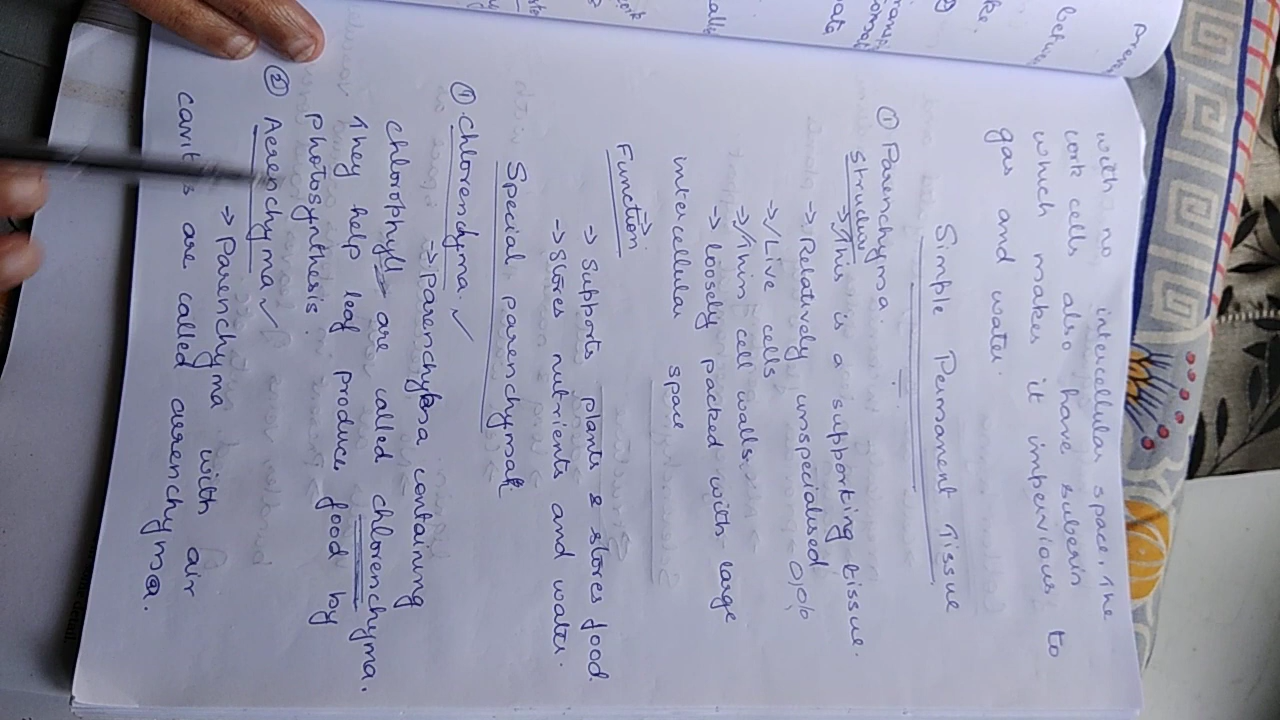 with no intercellular space. The
cork cells also have suberin
which makes it impervious to
gas and water.
Simple Permanent Tissue
① Parenchyma.
structure
→ This is a supporting tissue.
→ Relatively unspecialised
→ Live cells
→ Thin cell walls.
→ loosely packed with large
intercellular space
Function →
→ Supports plants & stores food
→ Stores nutrients and water.
Special parenchyma
① Chlorendyma. ✓
→ Parenchyma containing
chlorophyll are called chlorenchyma.
They help leaf produce food by
photosynthesis.
② Aerenchyma ✓
→ Parenchyma with air
are called aerenchyma.